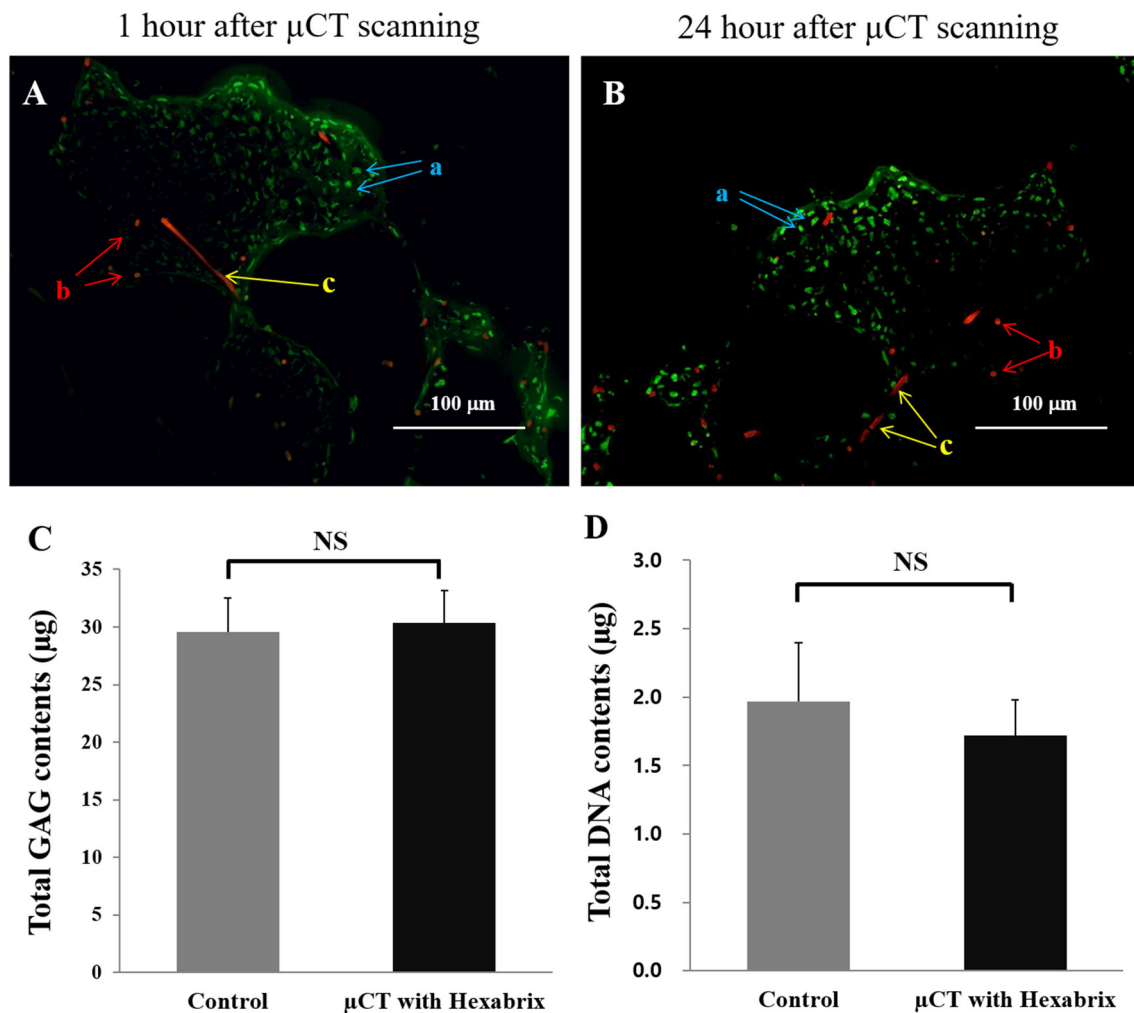 1 hour after µCT scanning
24 hour after µCT scanning
A
a
b
c
100 µm
B
a
b
c
100 µm
C
NS
Total GAG contents (µg)
35
30
25
20
15
10
5
0
Control
µCT with Hexabrix
D
NS
Total DNA contents (µg)
3.0
2.5
2.0
1.5
1.0
0.5
0.0
Control
µCT with Hexabrix